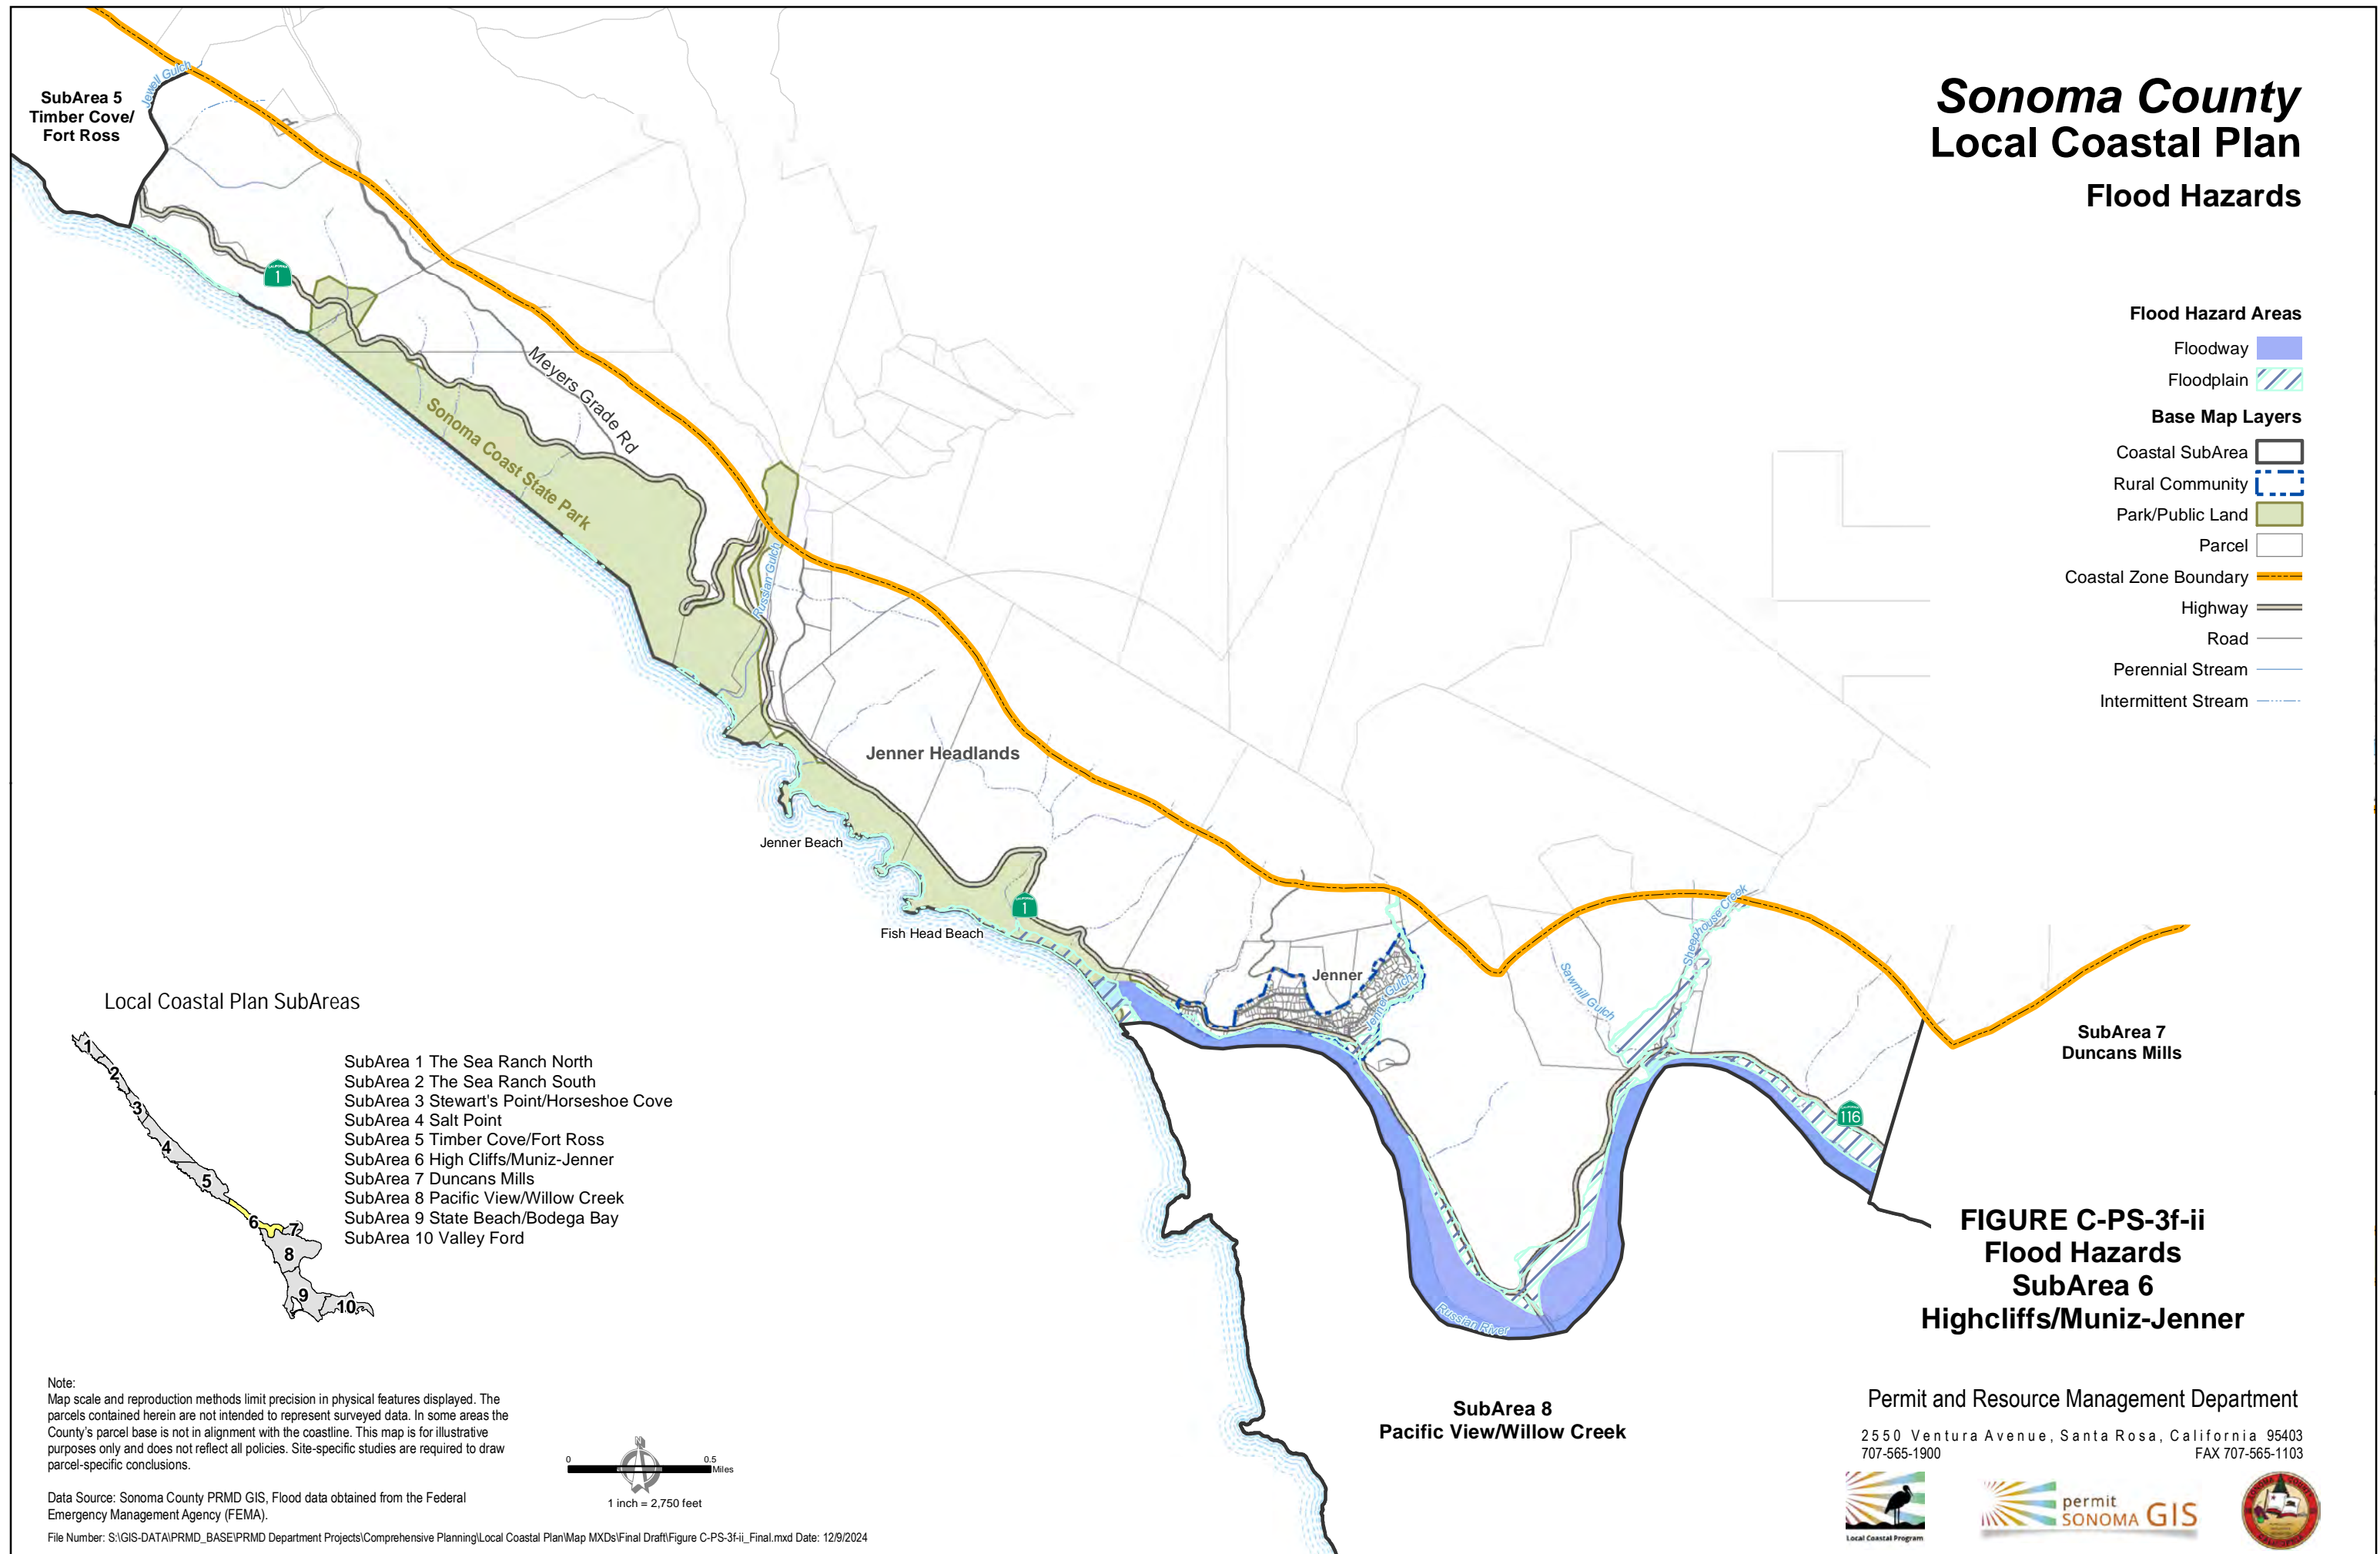 Sonoma County
Local Coastal Plan
Flood Hazards
SubArea 5
Timber Cove/
Fort Ross
Jewell Gulch
CALIFORNIA
1
Meyers Grade Rd
Sonoma Coast State Park
Russian Gulch
Jenner Headlands
Jenner Beach
CALIFORNIA
1
Fish Head Beach
Jenner
Jenner Gulch
Sawmill Gulch
Sheephouse Creek
CALIFORNIA
116
Russian River
SubArea 7
Duncans Mills
SubArea 8
Pacific View/Willow Creek
Flood Hazard Areas
Floodway
Floodplain
Base Map Layers
Coastal SubArea
Rural Community
Park/Public Land
Parcel
Coastal Zone Boundary
Highway
Road
Perennial Stream
Intermittent Stream
Local Coastal Plan SubAreas
1
2
3
4
5
6
7
8
9
10
SubArea 1 The Sea Ranch North
SubArea 2 The Sea Ranch South
SubArea 3 Stewart's Point/Horseshoe Cove
SubArea 4 Salt Point
SubArea 5 Timber Cove/Fort Ross
SubArea 6 High Cliffs/Muniz-Jenner
SubArea 7 Duncans Mills
SubArea 8 Pacific View/Willow Creek
SubArea 9 State Beach/Bodega Bay
SubArea 10 Valley Ford
FIGURE C-PS-3f-ii
Flood Hazards
SubArea 6
Highcliffs/Muniz-Jenner
Note:
Map scale and reproduction methods limit precision in physical features displayed. The
parcels contained herein are not intended to represent surveyed data. In some areas the
County's parcel base is not in alignment with the coastline. This map is for illustrative
purposes only and does not reflect all policies. Site-specific studies are required to draw
parcel-specific conclusions.
Data Source: Sonoma County PRMD GIS, Flood data obtained from the Federal
Emergency Management Agency (FEMA).
File Number: S:\GIS-DATA\PRMD_BASE\PRMD Department Projects\Comprehensive Planning\Local Coastal Plan\Map MXDs\Final Draft\Figure C-PS-3f-ii_Final.mxd Date: 12/9/2024
0 0.5
Miles
1 inch = 2,750 feet
Permit and Resource Management Department
2550 Ventura Avenue, Santa Rosa, California 95403
707-565-1900 FAX 707-565-1103
Local Coastal Program
permit
SONOMA GIS